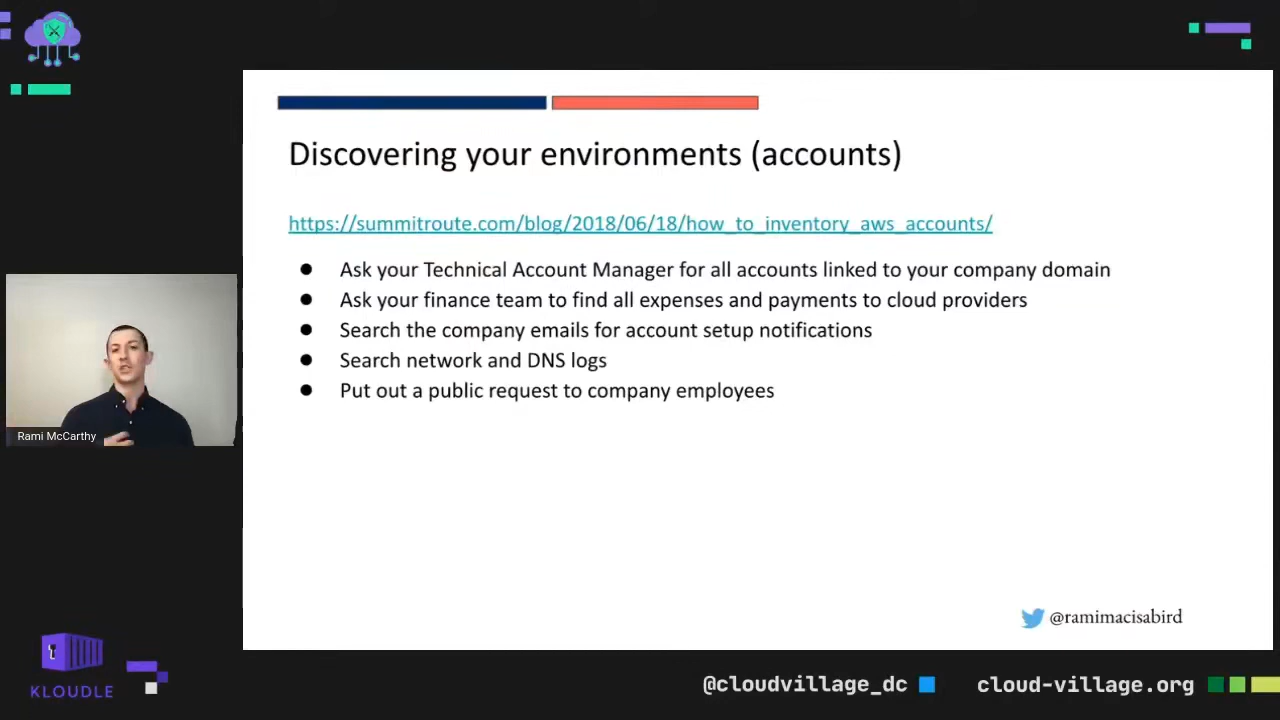 Discovering your environments (accounts)
https://summitroute.com/blog/2018/06/18/how_to_inventory_aws_accounts/
● Ask your Technical Account Manager for all accounts linked to your company domain
● Ask your finance team to find all expenses and payments to cloud providers
● Search the company emails for account setup notifications
● Search network and DNS logs
● Put out a public request to company employees
Rami McCarthy
@ramimacisabird
KLOUDLE
@cloudvillage_dc
cloud-village.org